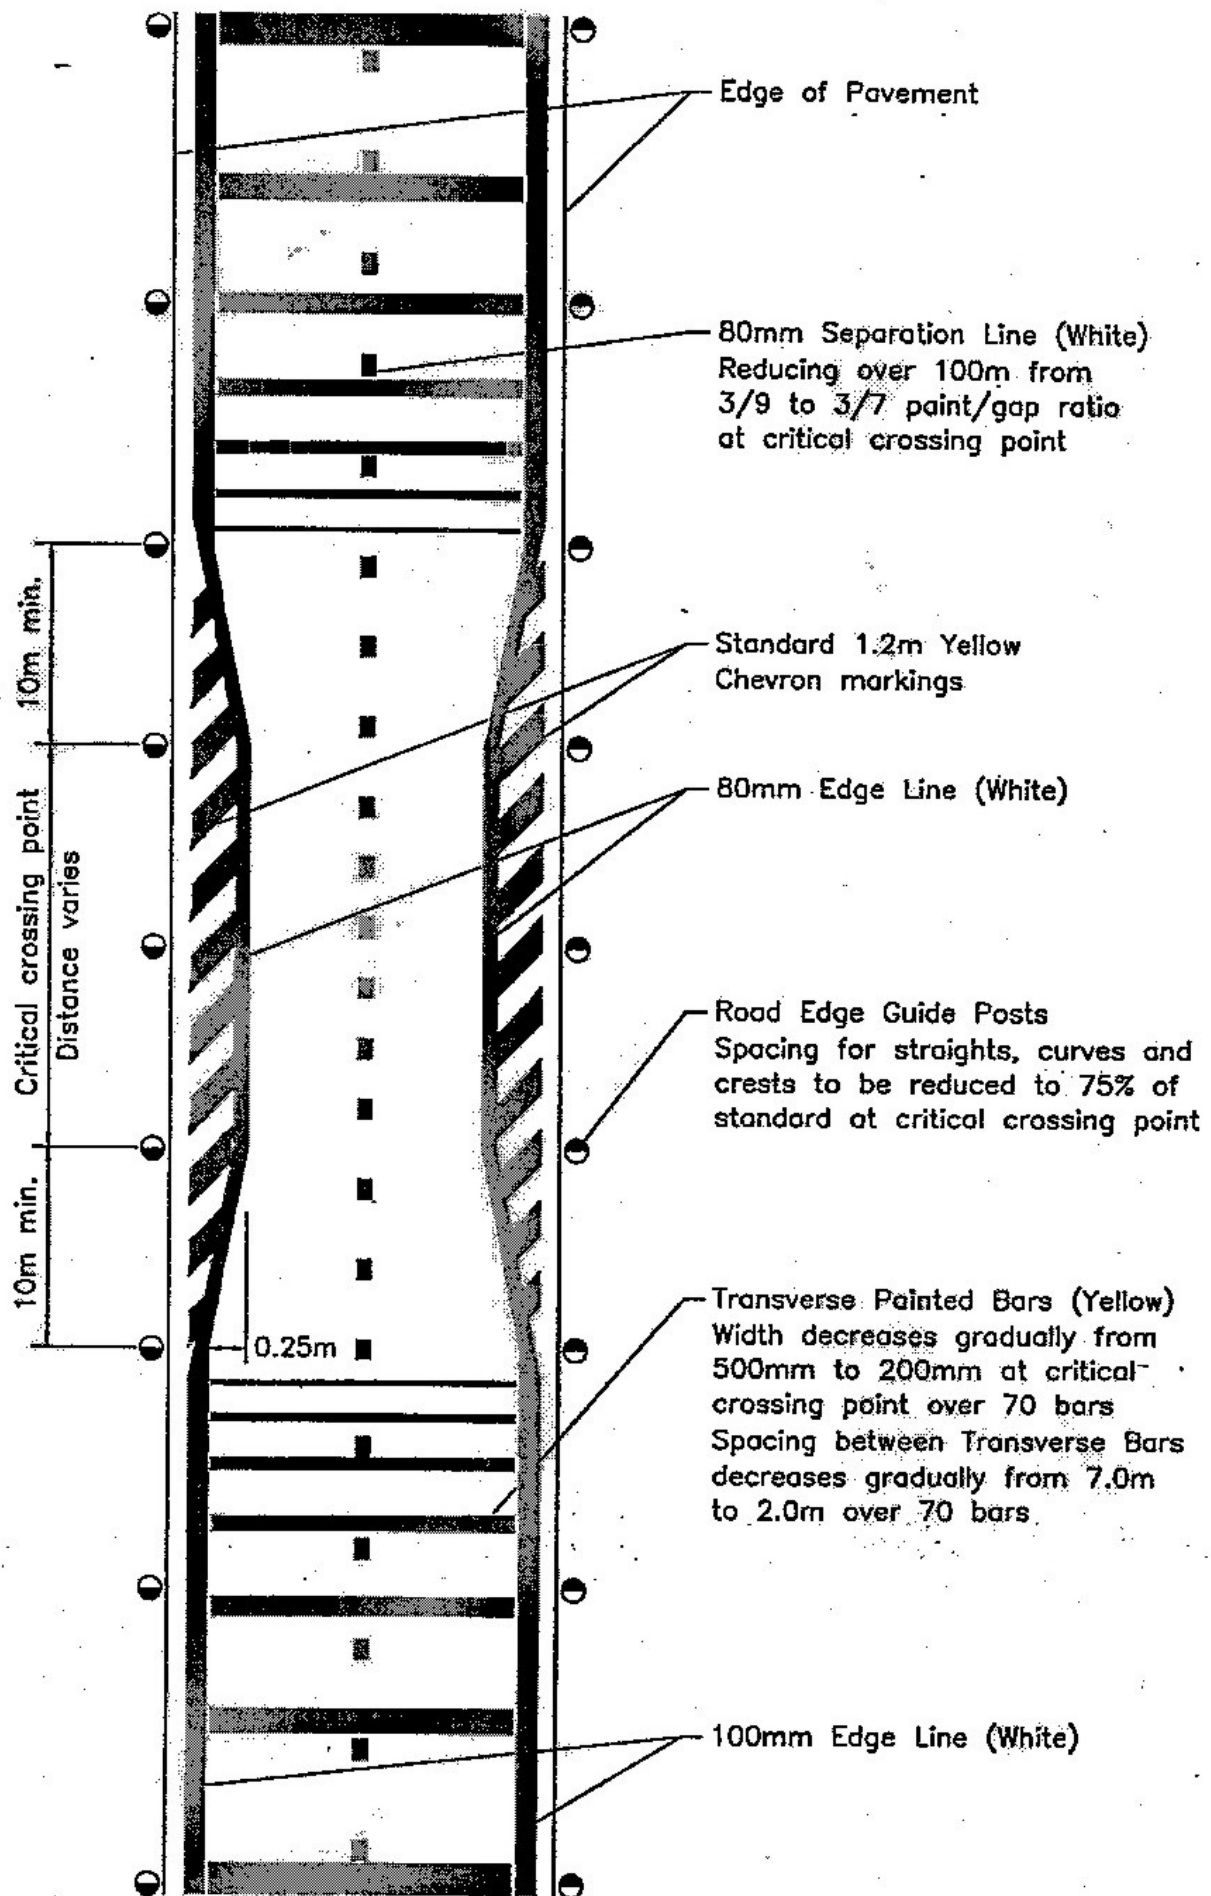 Edge of Pavement
80mm Separation Line (White)
Reducing over 100m from
3/9 to 3/7 paint/gap ratio
at critical crossing point
10m min.
Standard 1.2m Yellow
Chevron markings
80mm Edge Line (White)
Critical crossing point
Distance varies
Road Edge Guide Posts
Spacing for straights, curves and
crests to be reduced to 75% of
standard at critical crossing point
10m min.
0.25m
Transverse Painted Bars (Yellow)
Width decreases gradually from
500mm to 200mm at critical
crossing point over 70 bars
Spacing between Transverse Bars
decreases gradually from 7.0m
to 2.0m over 70 bars
100mm Edge Line (White)